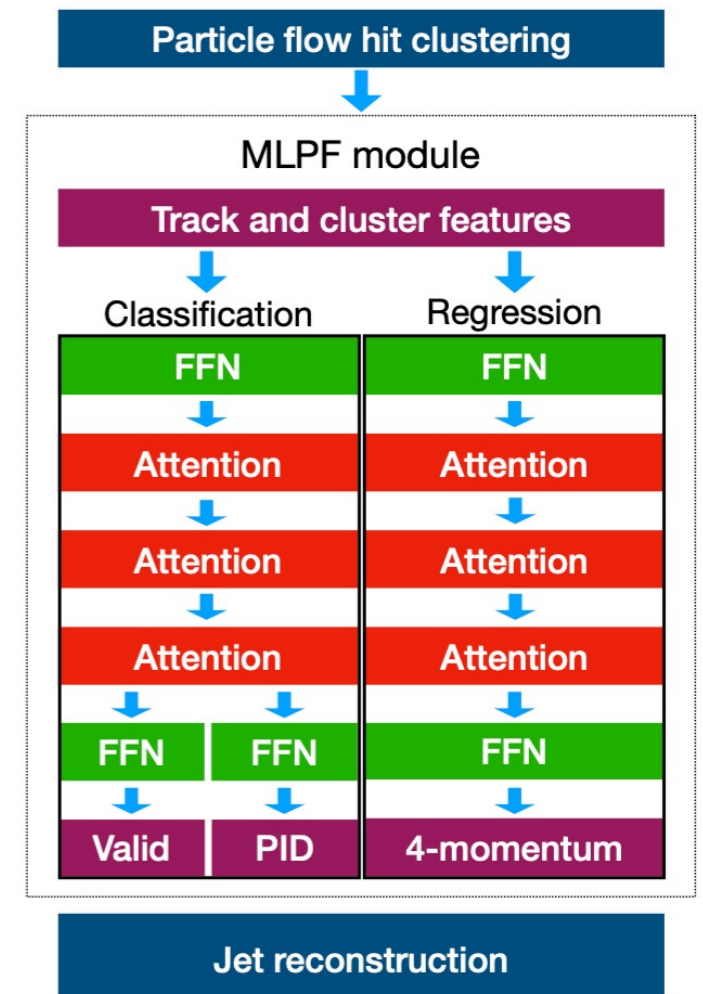 Particle flow hit clustering
MLPF module
Track and cluster features
Classification
Regression
FFN
FFN
Attention
Attention
Attention
Attention
Attention
Attention
FFN
FFN
FFN
Valid
PID
4-momentum
Jet reconstruction